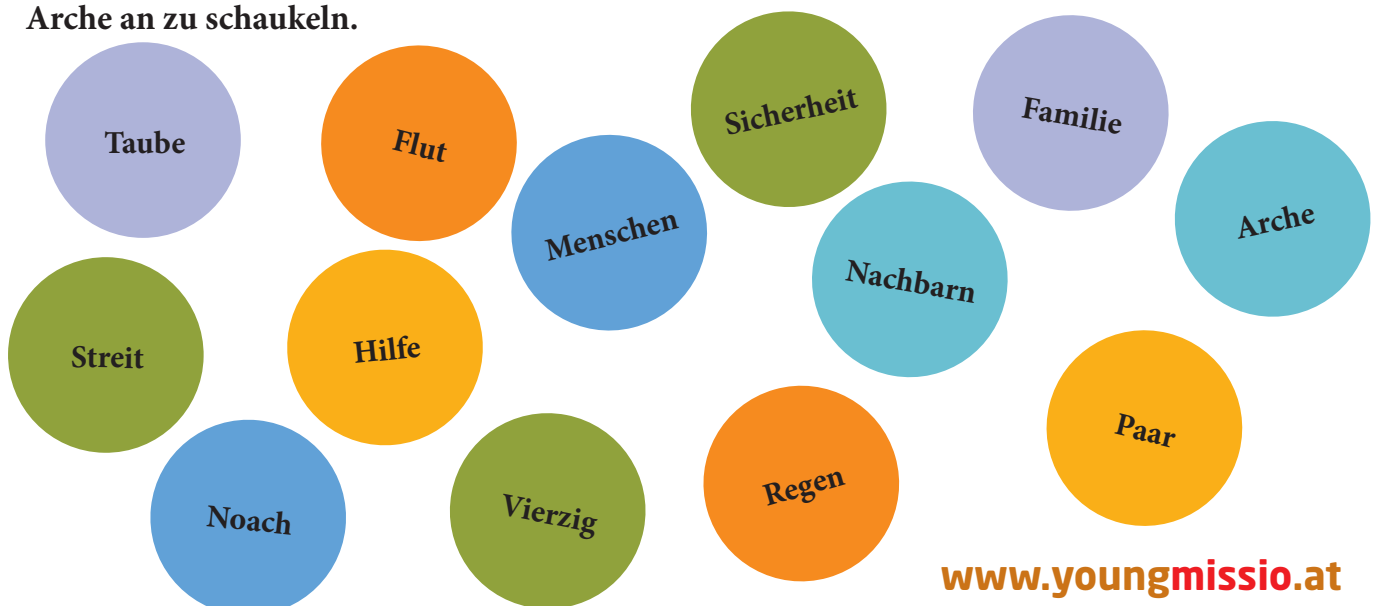 Arche an zu schaukeln.
Taube
Flut
Menschen
Sicherheit
Familie
Nachbarn
Arche
Streit
Hilfe
Noach
Vierzig
Regen
Paar
www.youngmissio.at